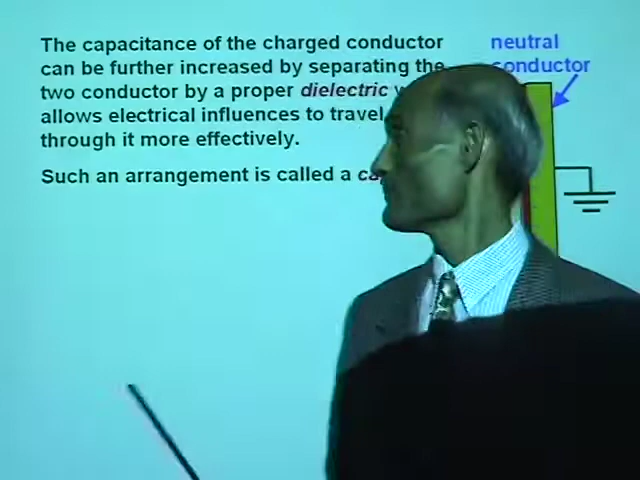 The capacitance of the charged conductor
can be further increased by separating the
two conductor by a proper dielectric
allows electrical influences to travel
through it more effectively.
Such an arrangement is called a
neutral
conductor